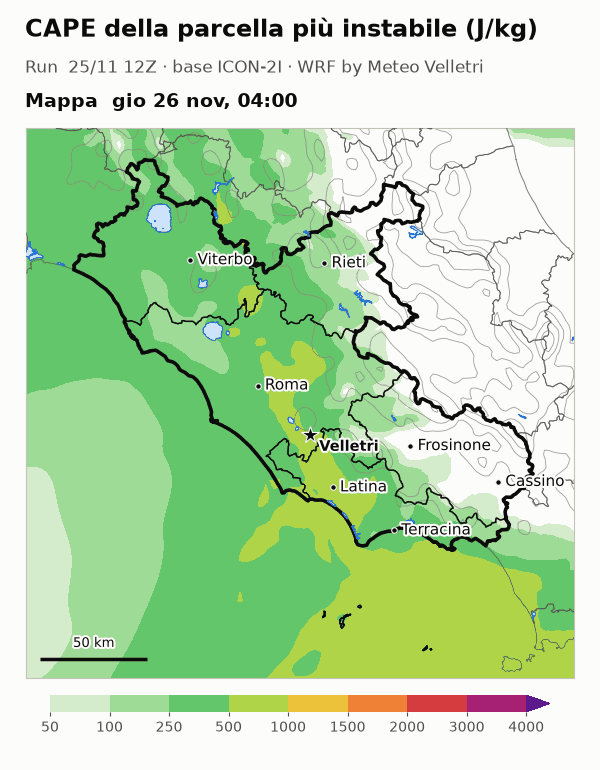 CAPE della parcella più instabile (J/kg)
Run  25/11 12Z · base ICON-2I · WRF by Meteo Velletri
Mappa  gio 26 nov, 04:00
Viterbo
Rieti
Roma
Velletri
Frosinone
Cassino
Latina
Terracina
50 km
50 100 250 500 1000 1500 2000 3000 4000